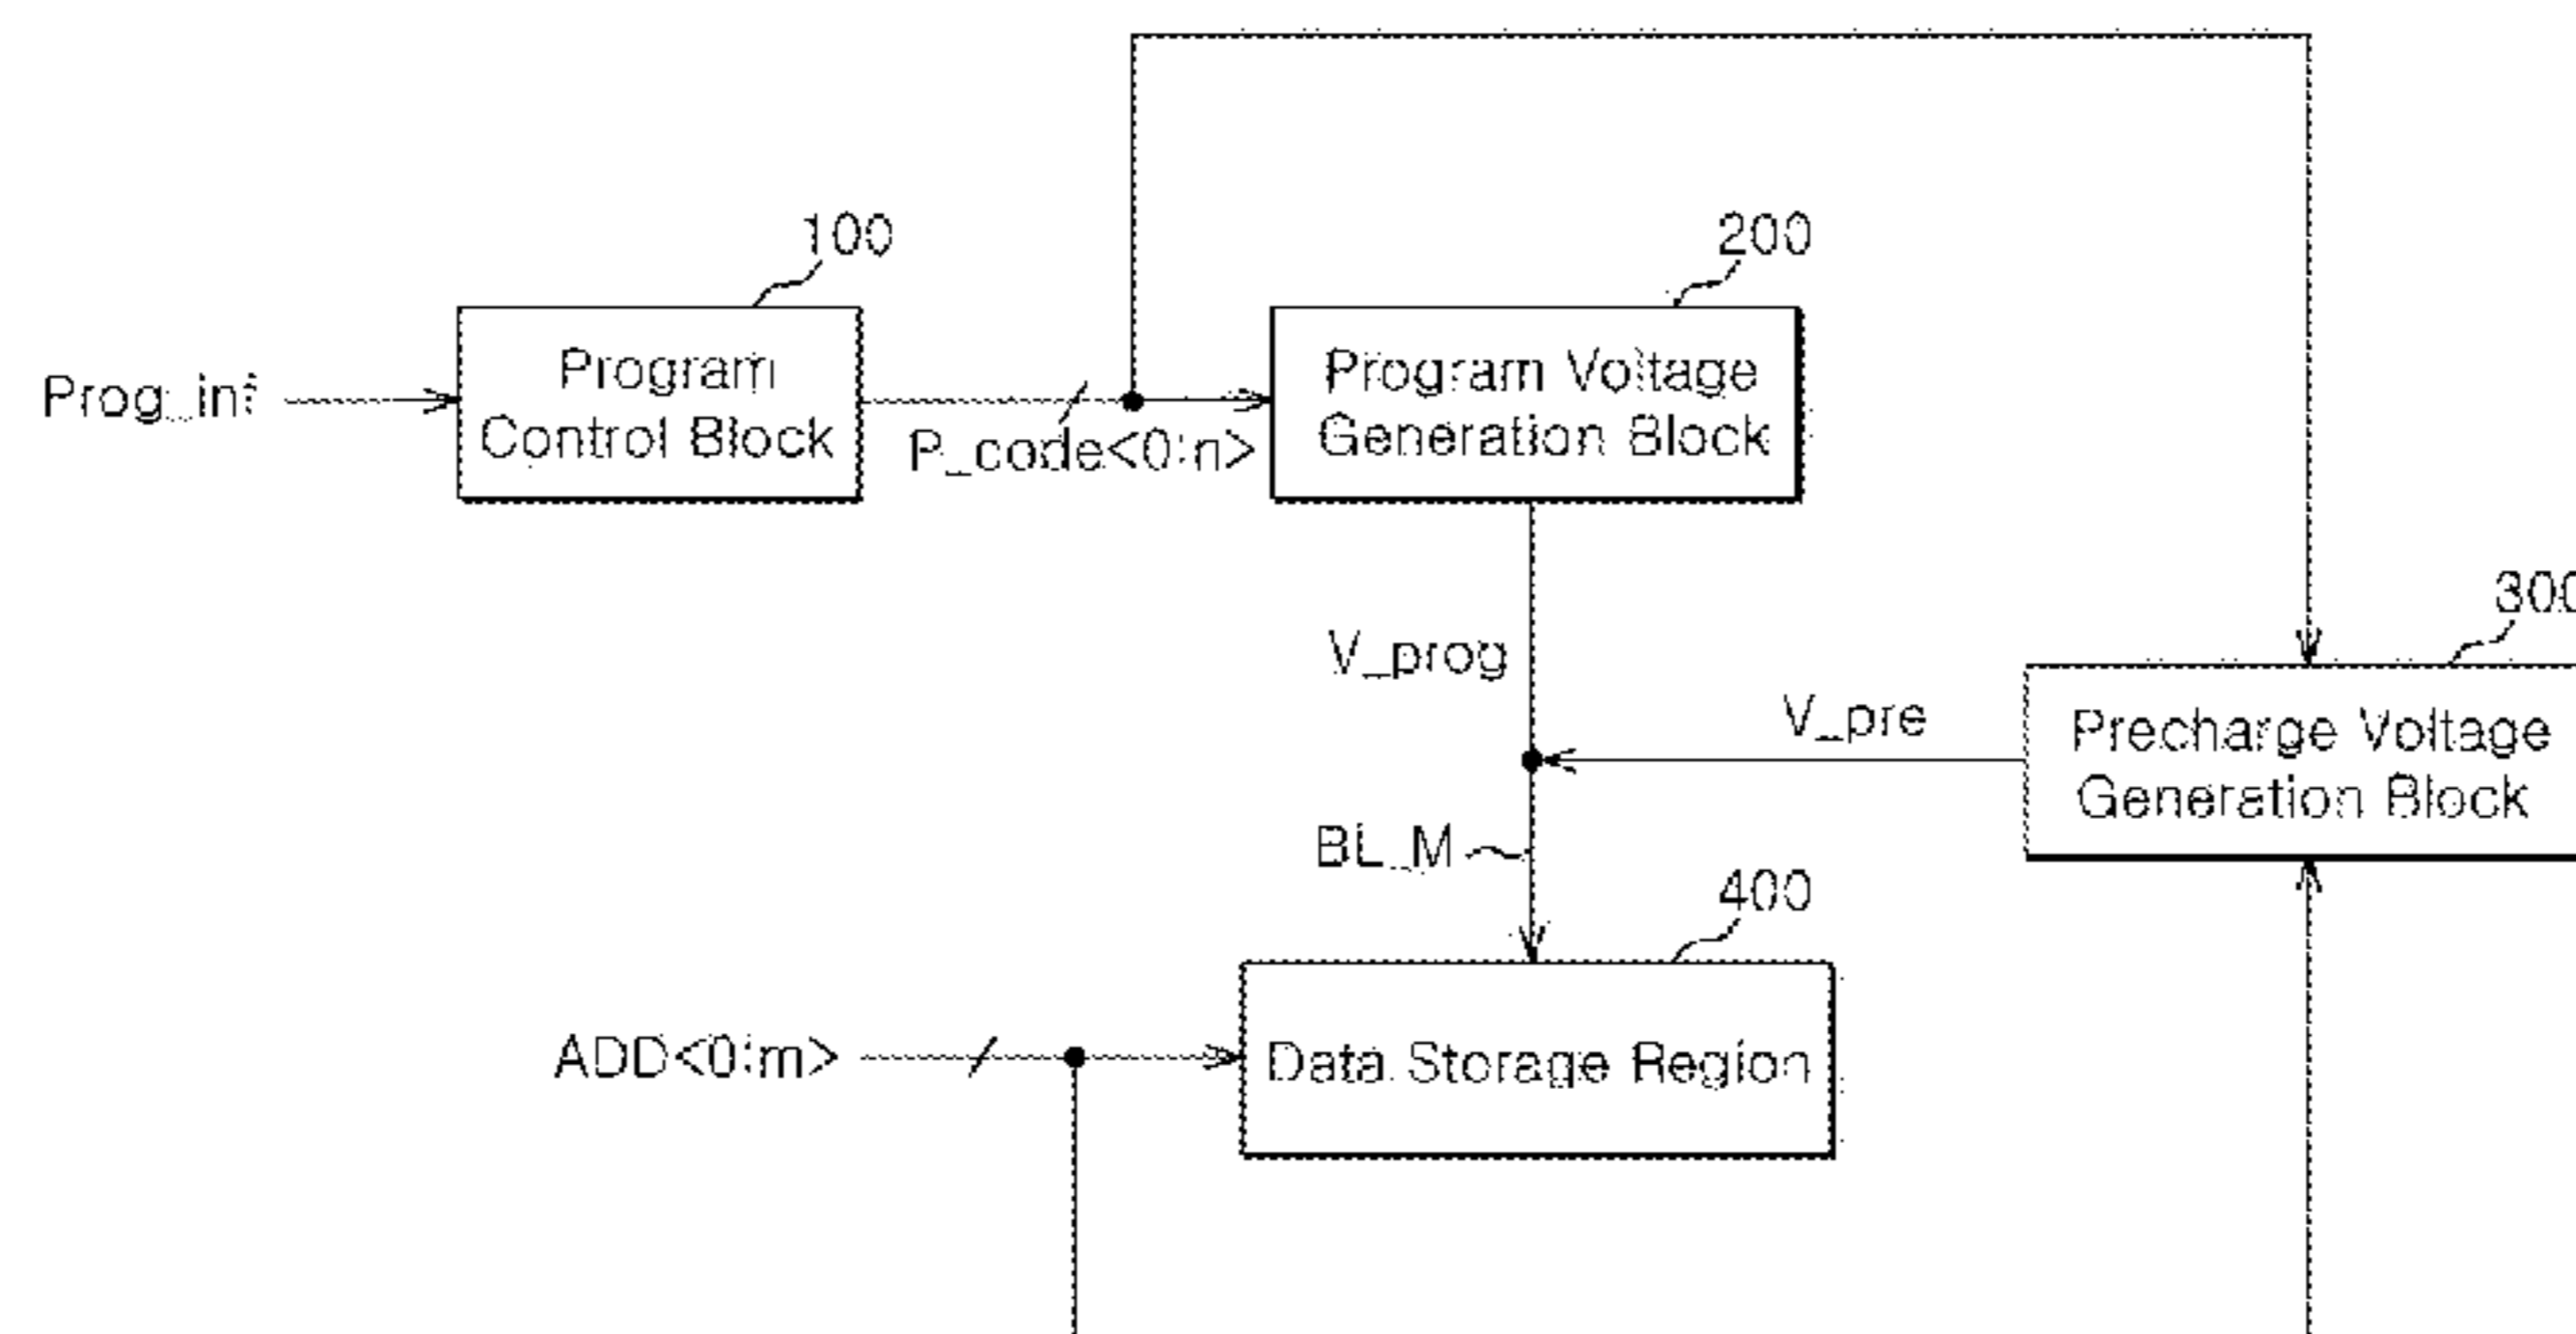 100
200
Program
Control Block
Prog_inf
P_code<0:n>
Program Voltage
Generation Block
V_prog
300
V_pre
Precharge Voltage
Generation Block
BL_M
400
ADD<0:m>
Data Storage Region